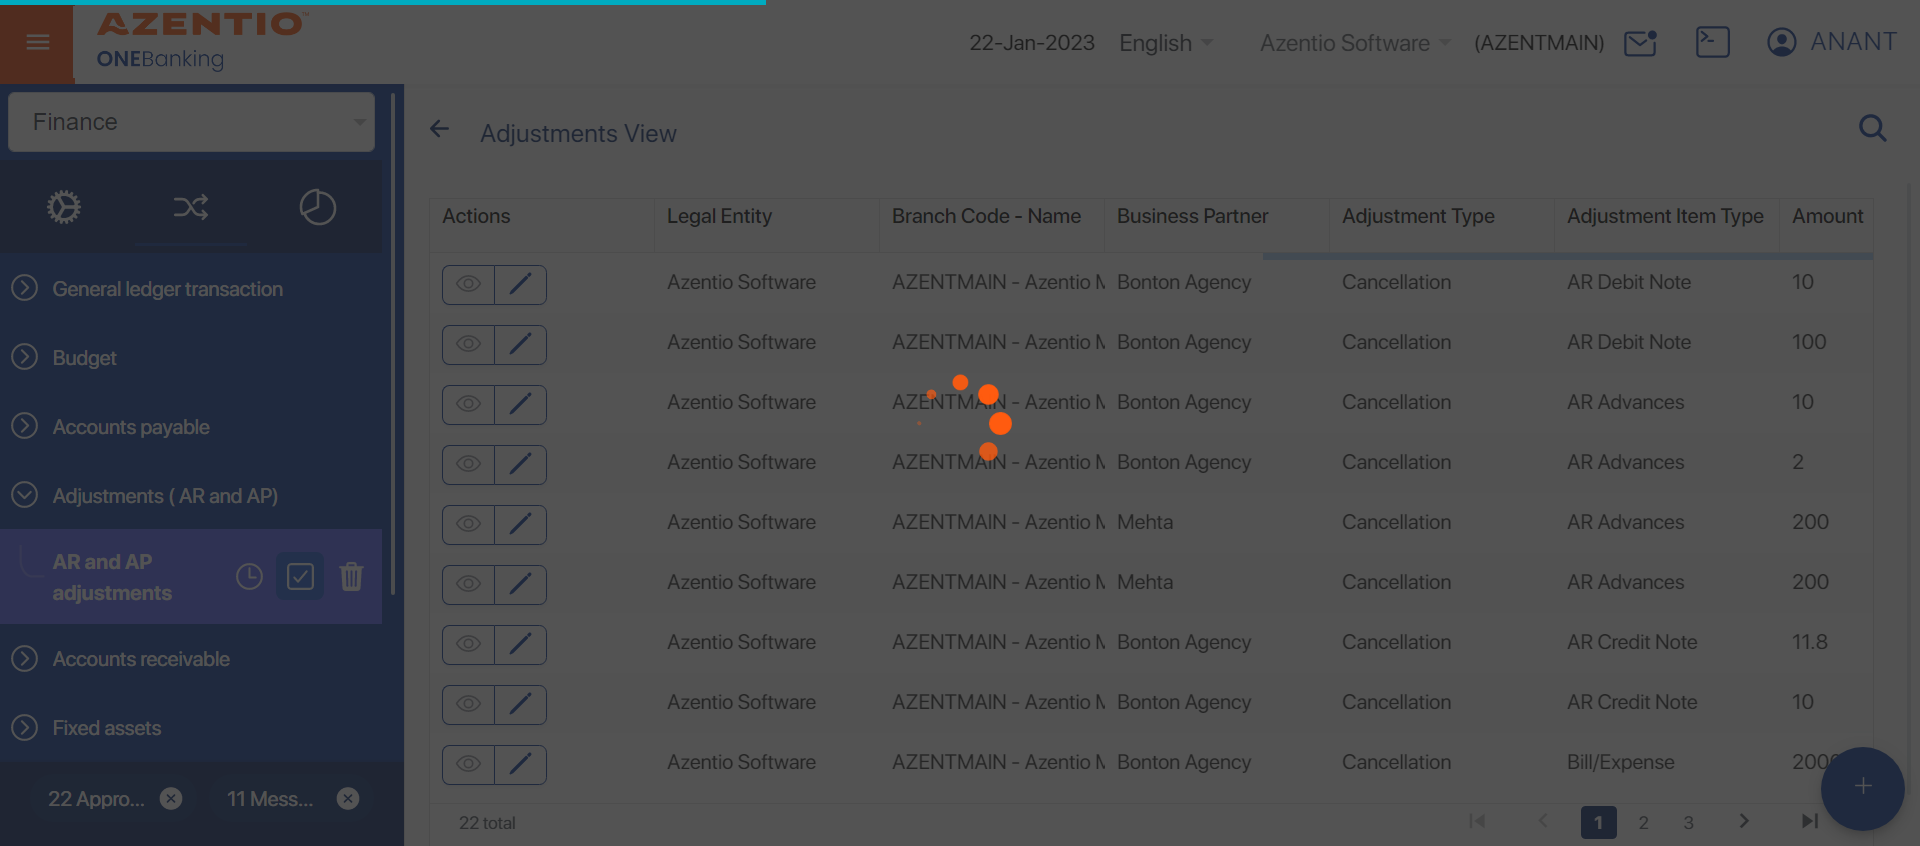 AZENTIO™
ONEBanking
22-Jan-2023 English Azentio Software (AZENTMAIN) ANANT
Finance
General ledger transaction
Budget
Accounts payable
Adjustments ( AR and AP)
AR and AP
adjustments
Accounts receivable
Fixed assets
22 Appro...
11 Mess...
Adjustments View
Actions Legal Entity Branch Code - Name Business Partner Adjustment Type Adjustment Item Type Amount
Azentio Software AZENTMAIN - Azentio M Bonton Agency Cancellation AR Debit Note 10
Azentio Software AZENTMAIN - Azentio M Bonton Agency Cancellation AR Debit Note 100
Azentio Software AZENTMAIN - Azentio M Bonton Agency Cancellation AR Advances 10
Azentio Software AZENTMAIN - Azentio M Bonton Agency Cancellation AR Advances 2
Azentio Software AZENTMAIN - Azentio M Mehta Cancellation AR Advances 200
Azentio Software AZENTMAIN - Azentio M Mehta Cancellation AR Advances 200
Azentio Software AZENTMAIN - Azentio M Bonton Agency Cancellation AR Credit Note 11.8
Azentio Software AZENTMAIN - Azentio M Bonton Agency Cancellation AR Credit Note 10
Azentio Software AZENTMAIN - Azentio M Bonton Agency Cancellation Bill/Expense
22 total
1 2 3